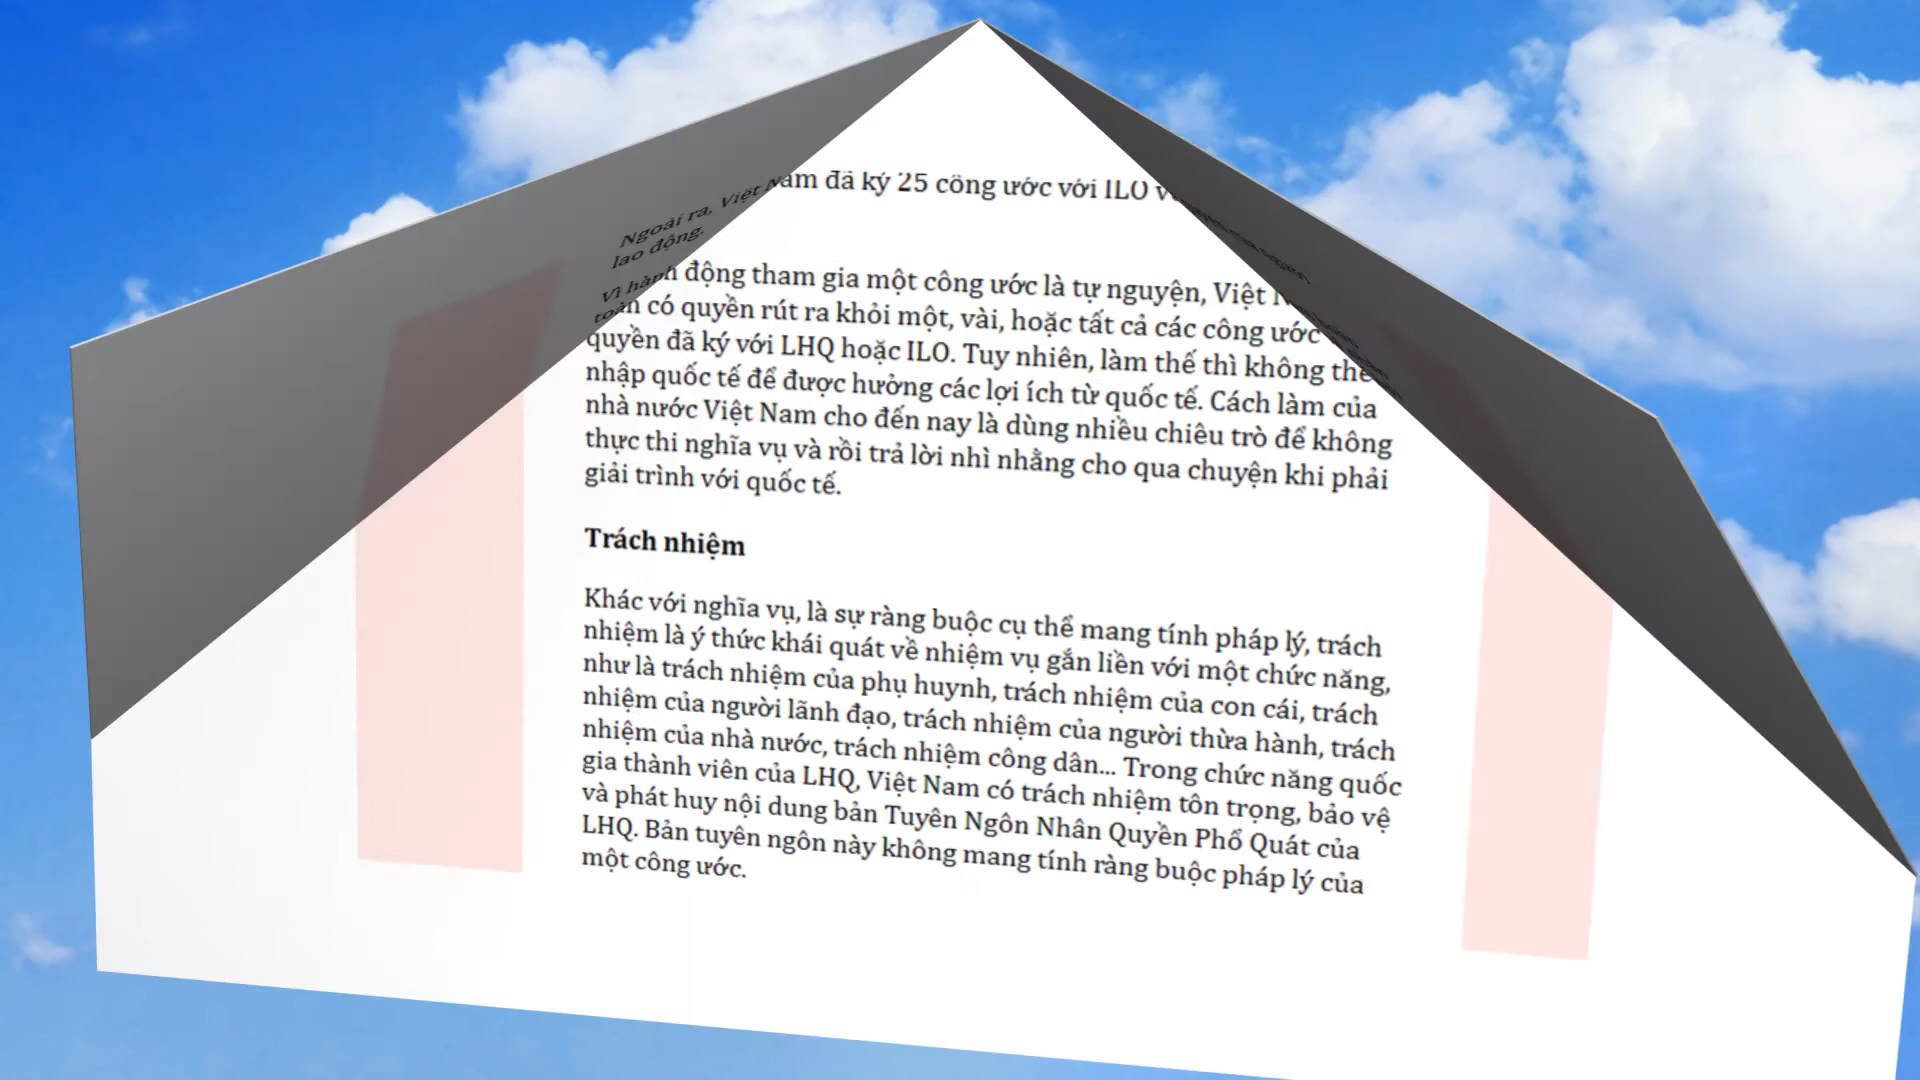 Ngoài ra, Việt Nam đã ký 25 công ước với ILO về
lao động.
Vì hành động tham gia một công ước là tự nguyện, Việt Nam
toàn có quyền rút ra khỏi một, vài, hoặc tất cả các công ước
quyền đã ký với LHQ hoặc ILO. Tuy nhiên, làm thế thì không thể
nhập quốc tế để được hưởng các lợi ích từ quốc tế. Cách làm của
nhà nước Việt Nam cho đến nay là dùng nhiều chiêu trò để không
thực thi nghĩa vụ và rồi trả lời nhì nhằng cho qua chuyện khi phải
giải trình với quốc tế.
Trách nhiệm
Khác với nghĩa vụ, là sự ràng buộc cụ thể mang tính pháp lý, trách
nhiệm là ý thức khái quát về nhiệm vụ gắn liền với một chức năng,
như là trách nhiệm của phụ huynh, trách nhiệm của con cái, trách
nhiệm của người lãnh đạo, trách nhiệm của người thừa hành, trách
nhiệm của nhà nước, trách nhiệm công dân... Trong chức năng quốc
gia thành viên của LHQ, Việt Nam có trách nhiệm tôn trọng, bảo vệ
và phát huy nội dung bản Tuyên Ngôn Nhân Quyền Phổ Quát của
LHQ. Bản tuyên ngôn này không mang tính ràng buộc pháp lý của
một công ước.